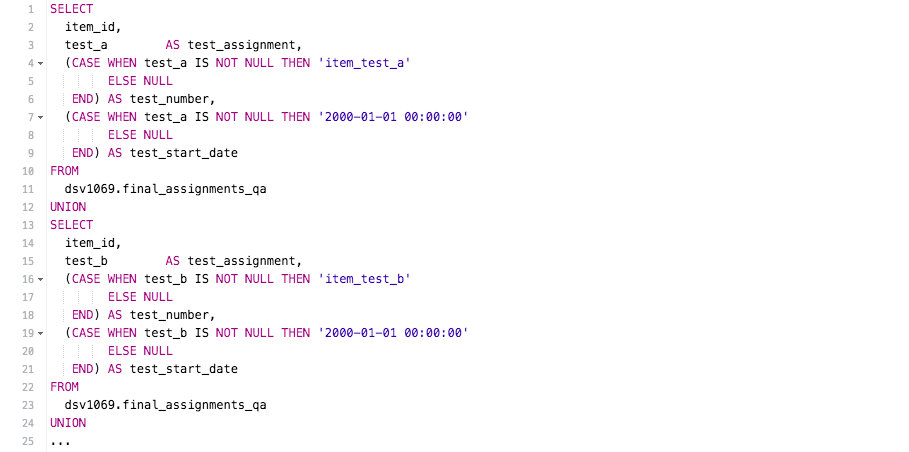 1 SELECT
2   item_id,
3   test_a        AS test_assignment,
4   (CASE WHEN test_a IS NOT NULL THEN 'item_test_a'
5         ELSE NULL
6    END) AS test_number,
7   (CASE WHEN test_a IS NOT NULL THEN '2000-01-01 00:00:00'
8         ELSE NULL
9    END) AS test_start_date
10 FROM
11   dsv1069.final_assignments_qa
12 UNION
13 SELECT
14   item_id,
15   test_b        AS test_assignment,
16   (CASE WHEN test_b IS NOT NULL THEN 'item_test_b'
17         ELSE NULL
18    END) AS test_number,
19   (CASE WHEN test_b IS NOT NULL THEN '2000-01-01 00:00:00'
20         ELSE NULL
21    END) AS test_start_date
22 FROM
23   dsv1069.final_assignments_qa
24 UNION
25 ...